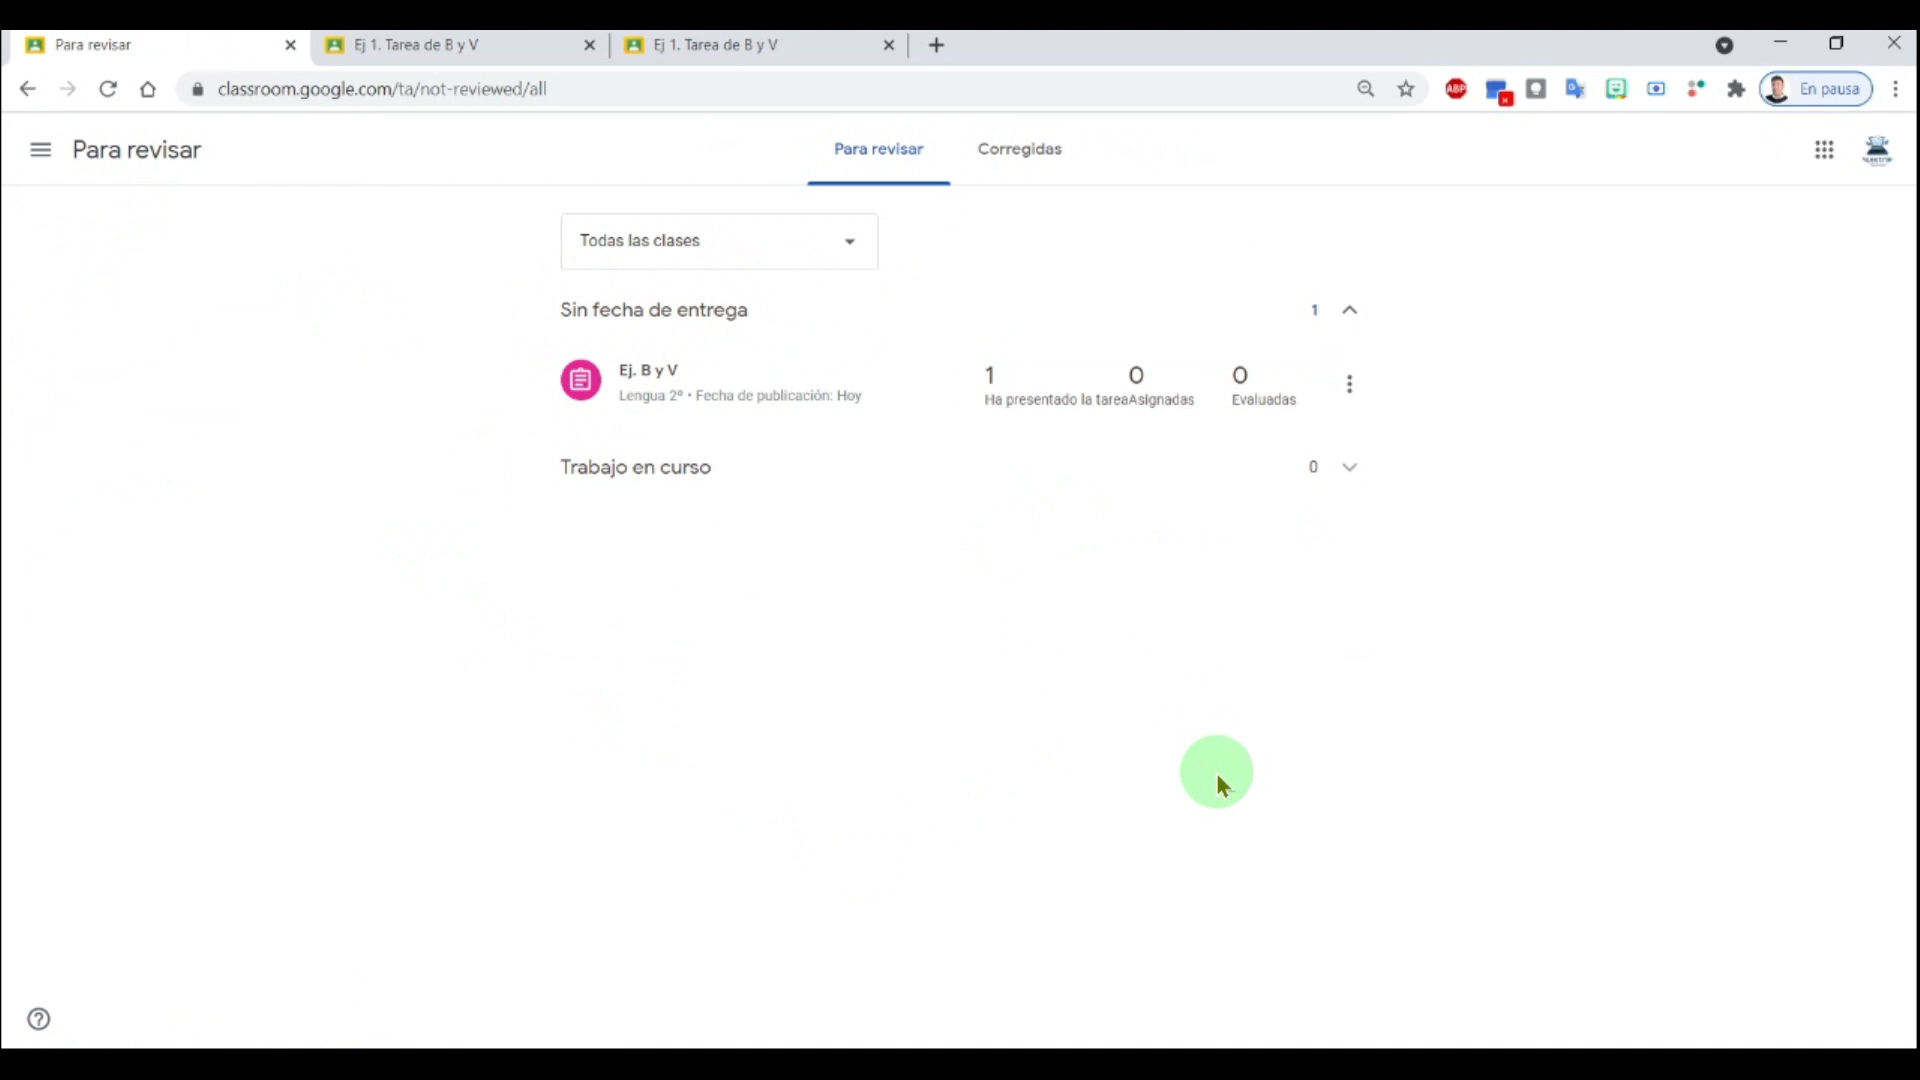 Para revisar
Ej 1. Tarea de B y V
Ej 1. Tarea de B y V
classroom.google.com/ta/not-reviewed/all
ABP
En pausa
Para revisar
Para revisar
Corregidas
Todas las clases
Sin fecha de entrega
1
Ej. B y V
Lengua 2º • Fecha de publicación: Hoy
1
0
0
Ha presentado la tarea
Asignadas
Evaluadas
Trabajo en curso
0